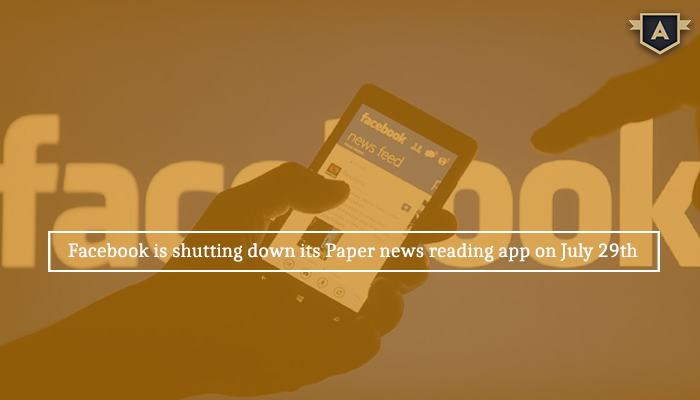 A
facebook
facebook
news feed
Facebook is shutting down its Paper news reading app on July 29th